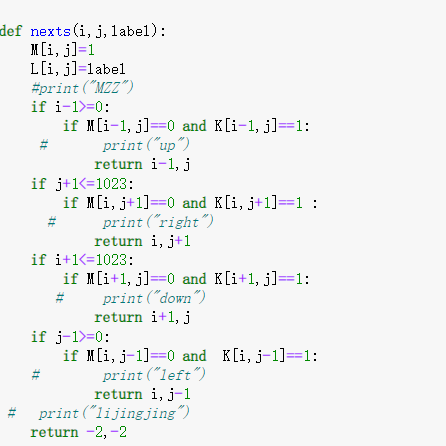 def nexts(i,j,label):
    M[i,j]=1
    L[i,j]=label
    #print("MZZ")
    if i-1>=0:
        if M[i-1,j]==0 and K[i-1,j]==1:
     #       print("up")
            return i-1,j
    if j+1<=1023:
        if M[i,j+1]==0 and K[i,j+1]==1 :
      #      print("right")
            return i,j+1
    if i+1<=1023:
        if M[i+1,j]==0 and K[i+1,j]==1:
       #     print("down")
            return i+1,j
    if j-1>=0:
        if M[i,j-1]==0 and  K[i,j-1]==1:
    #        print("left")
            return i,j-1
 #   print("lijingjing")
    return -2,-2